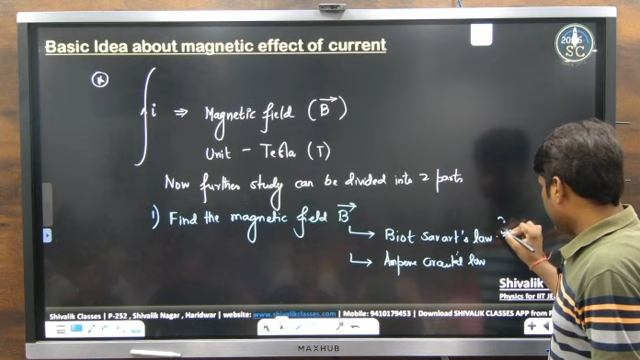 Basic Idea about magnetic effect of current
2025
SC
i ⇒ Magnetic field (B→)
Unit - Tesla (T)
Now further study can be divided into 2 parts
1) Find the magnetic field B→
Biot Savart's law
Ampere law
Shivalik
Physics for IIT JE
Shivalik Classes | P-252, Shivalik Nagar, Haridwar | website: www.shivalikclasses.com | Mobile: 9410179453 | Download SHIVALIK CLASSES APP from
MAXHUB